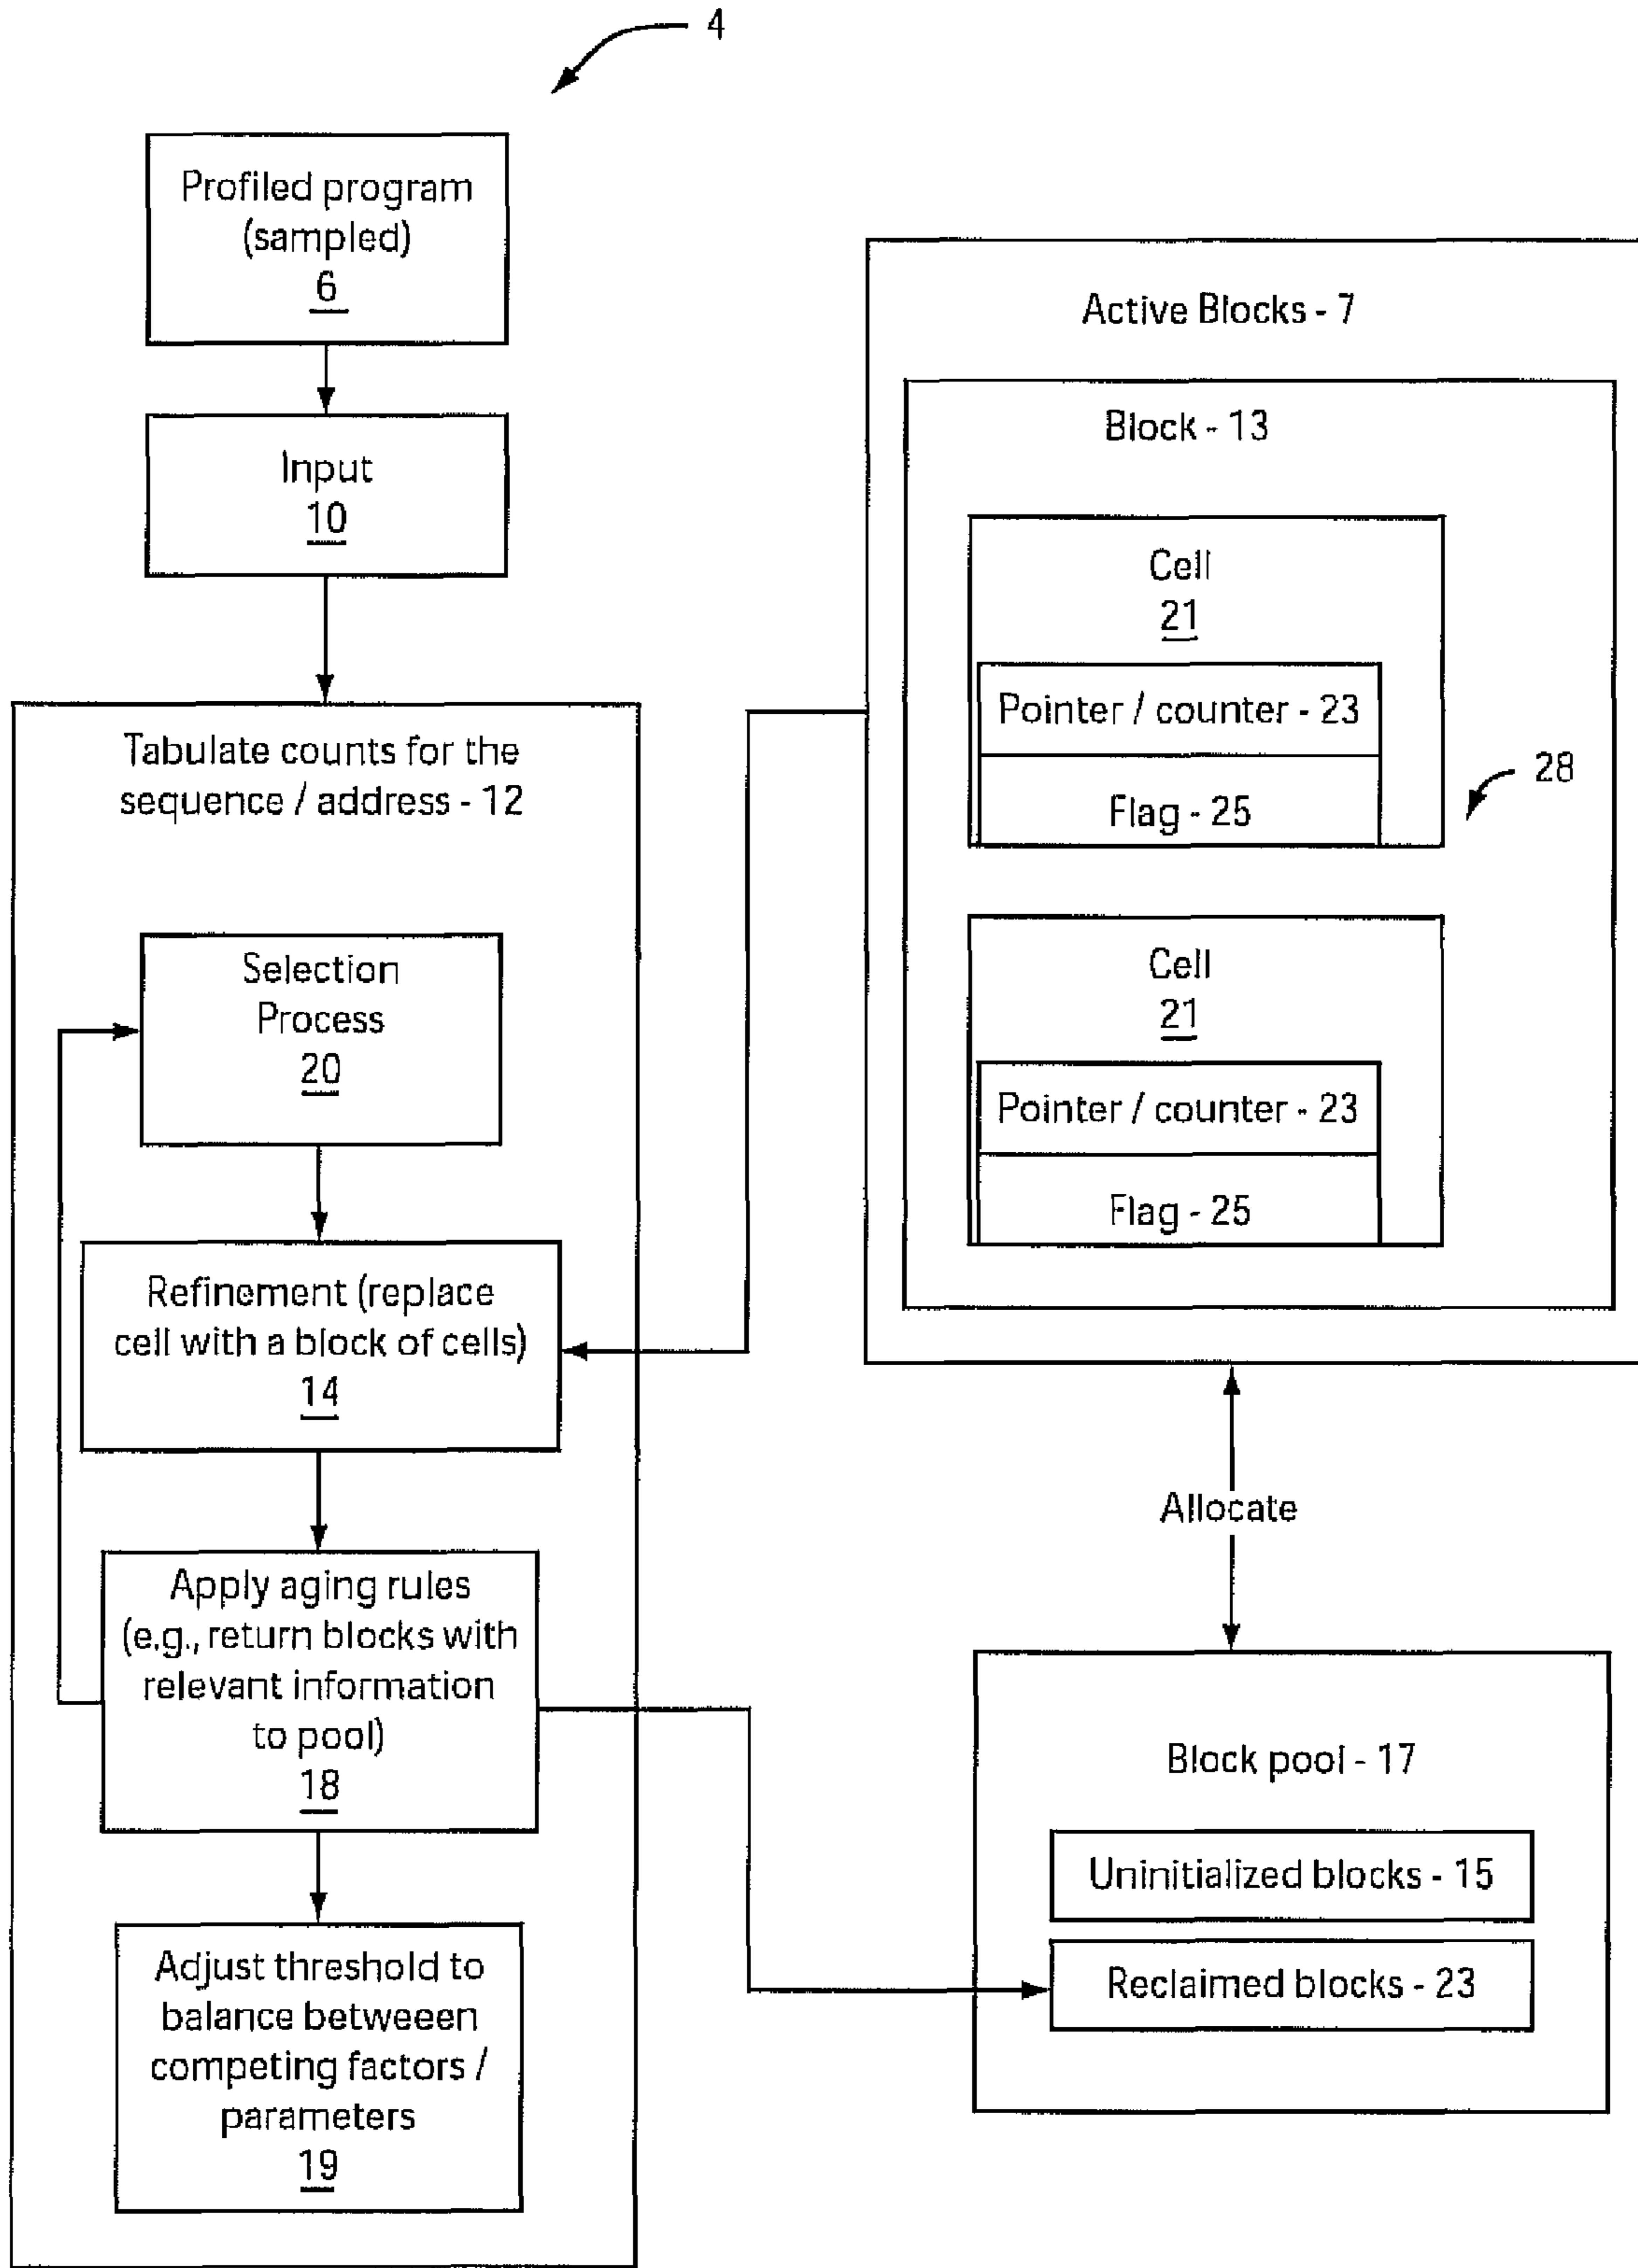 4
Profiled program
(sampled)
6
Input
10
Tabulate counts for the
sequence / address - 12
Selection
Process
20
Refinement (replace
cell with a block of cells)
14
Apply aging rules
(e.g., return blocks with
relevant information
to pool)
18
Adjust threshold to
balance betweeen
competing factors /
parameters
19
Active Blocks - 7
Block - 13
Cell
21
Pointer / counter - 23
Flag - 25
28
Cell
21
Pointer / counter - 23
Flag - 25
Allocate
Block pool - 17
Uninitialized blocks - 15
Reclaimed blocks - 23